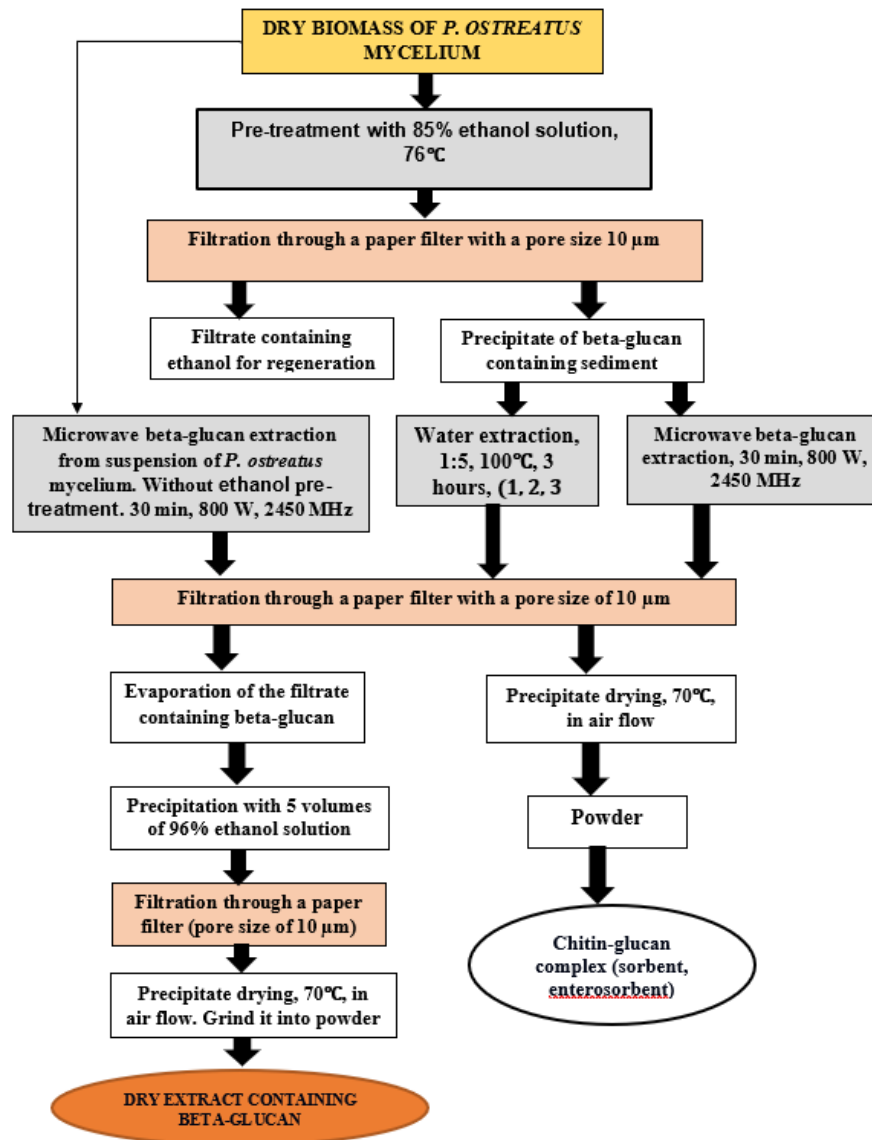 DRY BIOMASS OF P. OSTREATUS
MYCELIUM
Pre-treatment with 85% ethanol solution,
76℃
Filtration through a paper filter with a pore size 10 µm
Filtrate containing
ethanol for regeneration
Precipitate of beta-glucan
containing sediment
Microwave beta-glucan extraction
from suspension of P. ostreatus
mycelium. Without ethanol pre-
treatment. 30 min, 800 W, 2450 MHz
Water extraction,
1:5, 100℃, 3
hours, (1, 2, 3
Microwave beta-glucan
extraction, 30 min, 800 W,
2450 MHz
Filtration through a paper filter with a pore size of 10 µm
Evaporation of the filtrate
containing beta-glucan
Precipitate drying, 70℃,
in air flow
Precipitation with 5 volumes
of 96% ethanol solution
Powder
Filtration through a paper
filter (pore size of 10 µm)
Chitin-glucan
complex (sorbent,
enterosorbent)
Precipitate drying, 70℃, in
air flow. Grind it into powder
DRY EXTRACT CONTAINING
BETA-GLUCAN